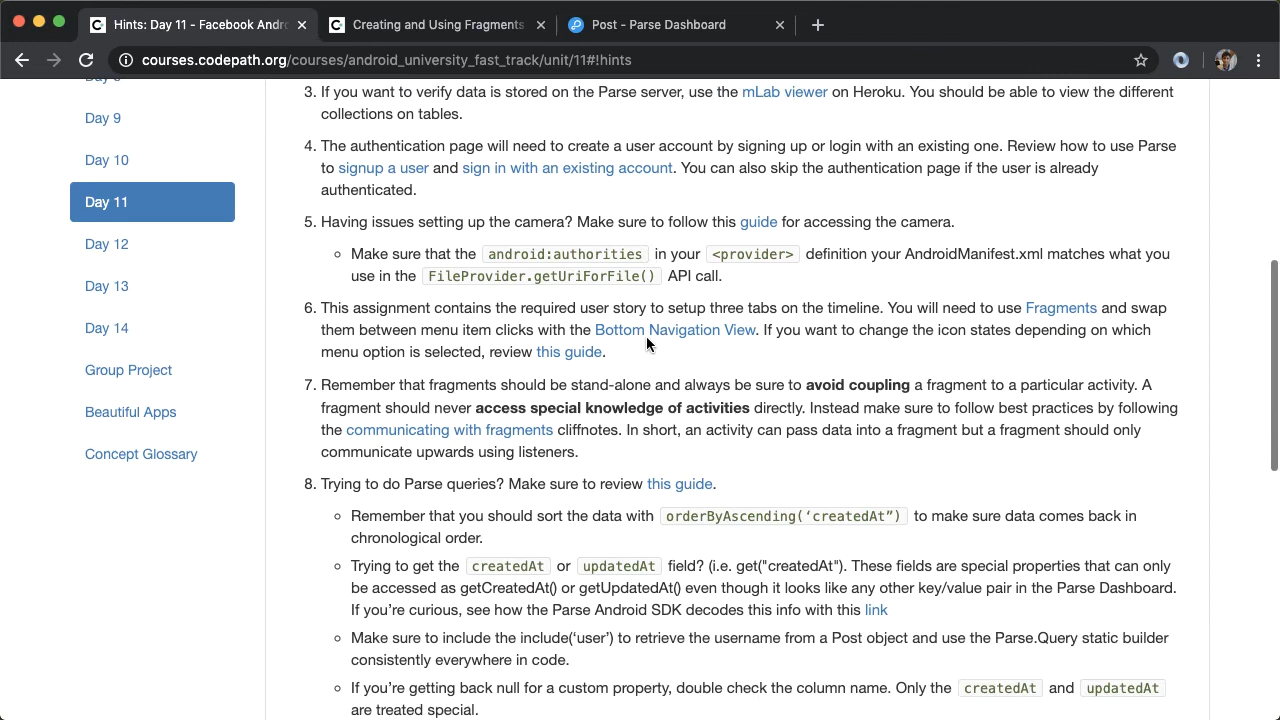 Hints: Day 11 - Facebook Andr
Creating and Using Fragments
Post - Parse Dashboard
courses.codepath.org/courses/android_university_fast_track/unit/11#!hints
Day 9
Day 10
Day 11
Day 12
Day 13
Day 14
Group Project
Beautiful Apps
Concept Glossary
3. If you want to verify data is stored on the Parse server, use the mLab viewer on Heroku. You should be able to view the different
collections on tables.
4. The authentication page will need to create a user account by signing up or login with an existing one. Review how to use Parse
to signup a user and sign in with an existing account. You can also skip the authentication page if the user is already
authenticated.
5. Having issues setting up the camera? Make sure to follow this guide for accessing the camera.
Make sure that the android:authorities in your <provider> definition your AndroidManifest.xml matches what you
use in the FileProvider.getUriForFile() API call.
6. This assignment contains the required user story to setup three tabs on the timeline. You will need to use Fragments and swap
them between menu item clicks with the Bottom Navigation View. If you want to change the icon states depending on which
menu option is selected, review this guide.
7. Remember that fragments should be stand-alone and always be sure to avoid coupling a fragment to a particular activity. A
fragment should never access special knowledge of activities directly. Instead make sure to follow best practices by following
the communicating with fragments cliffnotes. In short, an activity can pass data into a fragment but a fragment should only
communicate upwards using listeners.
8. Trying to do Parse queries? Make sure to review this guide.
Remember that you should sort the data with orderByAscending(‘createdAt”) to make sure data comes back in
chronological order.
Trying to get the createdAt or updatedAt field? (i.e. get("createdAt"). These fields are special properties that can only
be accessed as getCreatedAt() or getUpdatedAt() even though it looks like any other key/value pair in the Parse Dashboard.
If you’re curious, see how the Parse Android SDK decodes this info with this link
Make sure to include the include(‘user’) to retrieve the username from a Post object and use the Parse.Query static builder
consistently everywhere in code.
If you’re getting back null for a custom property, double check the column name. Only the createdAt and updatedAt
are treated special.